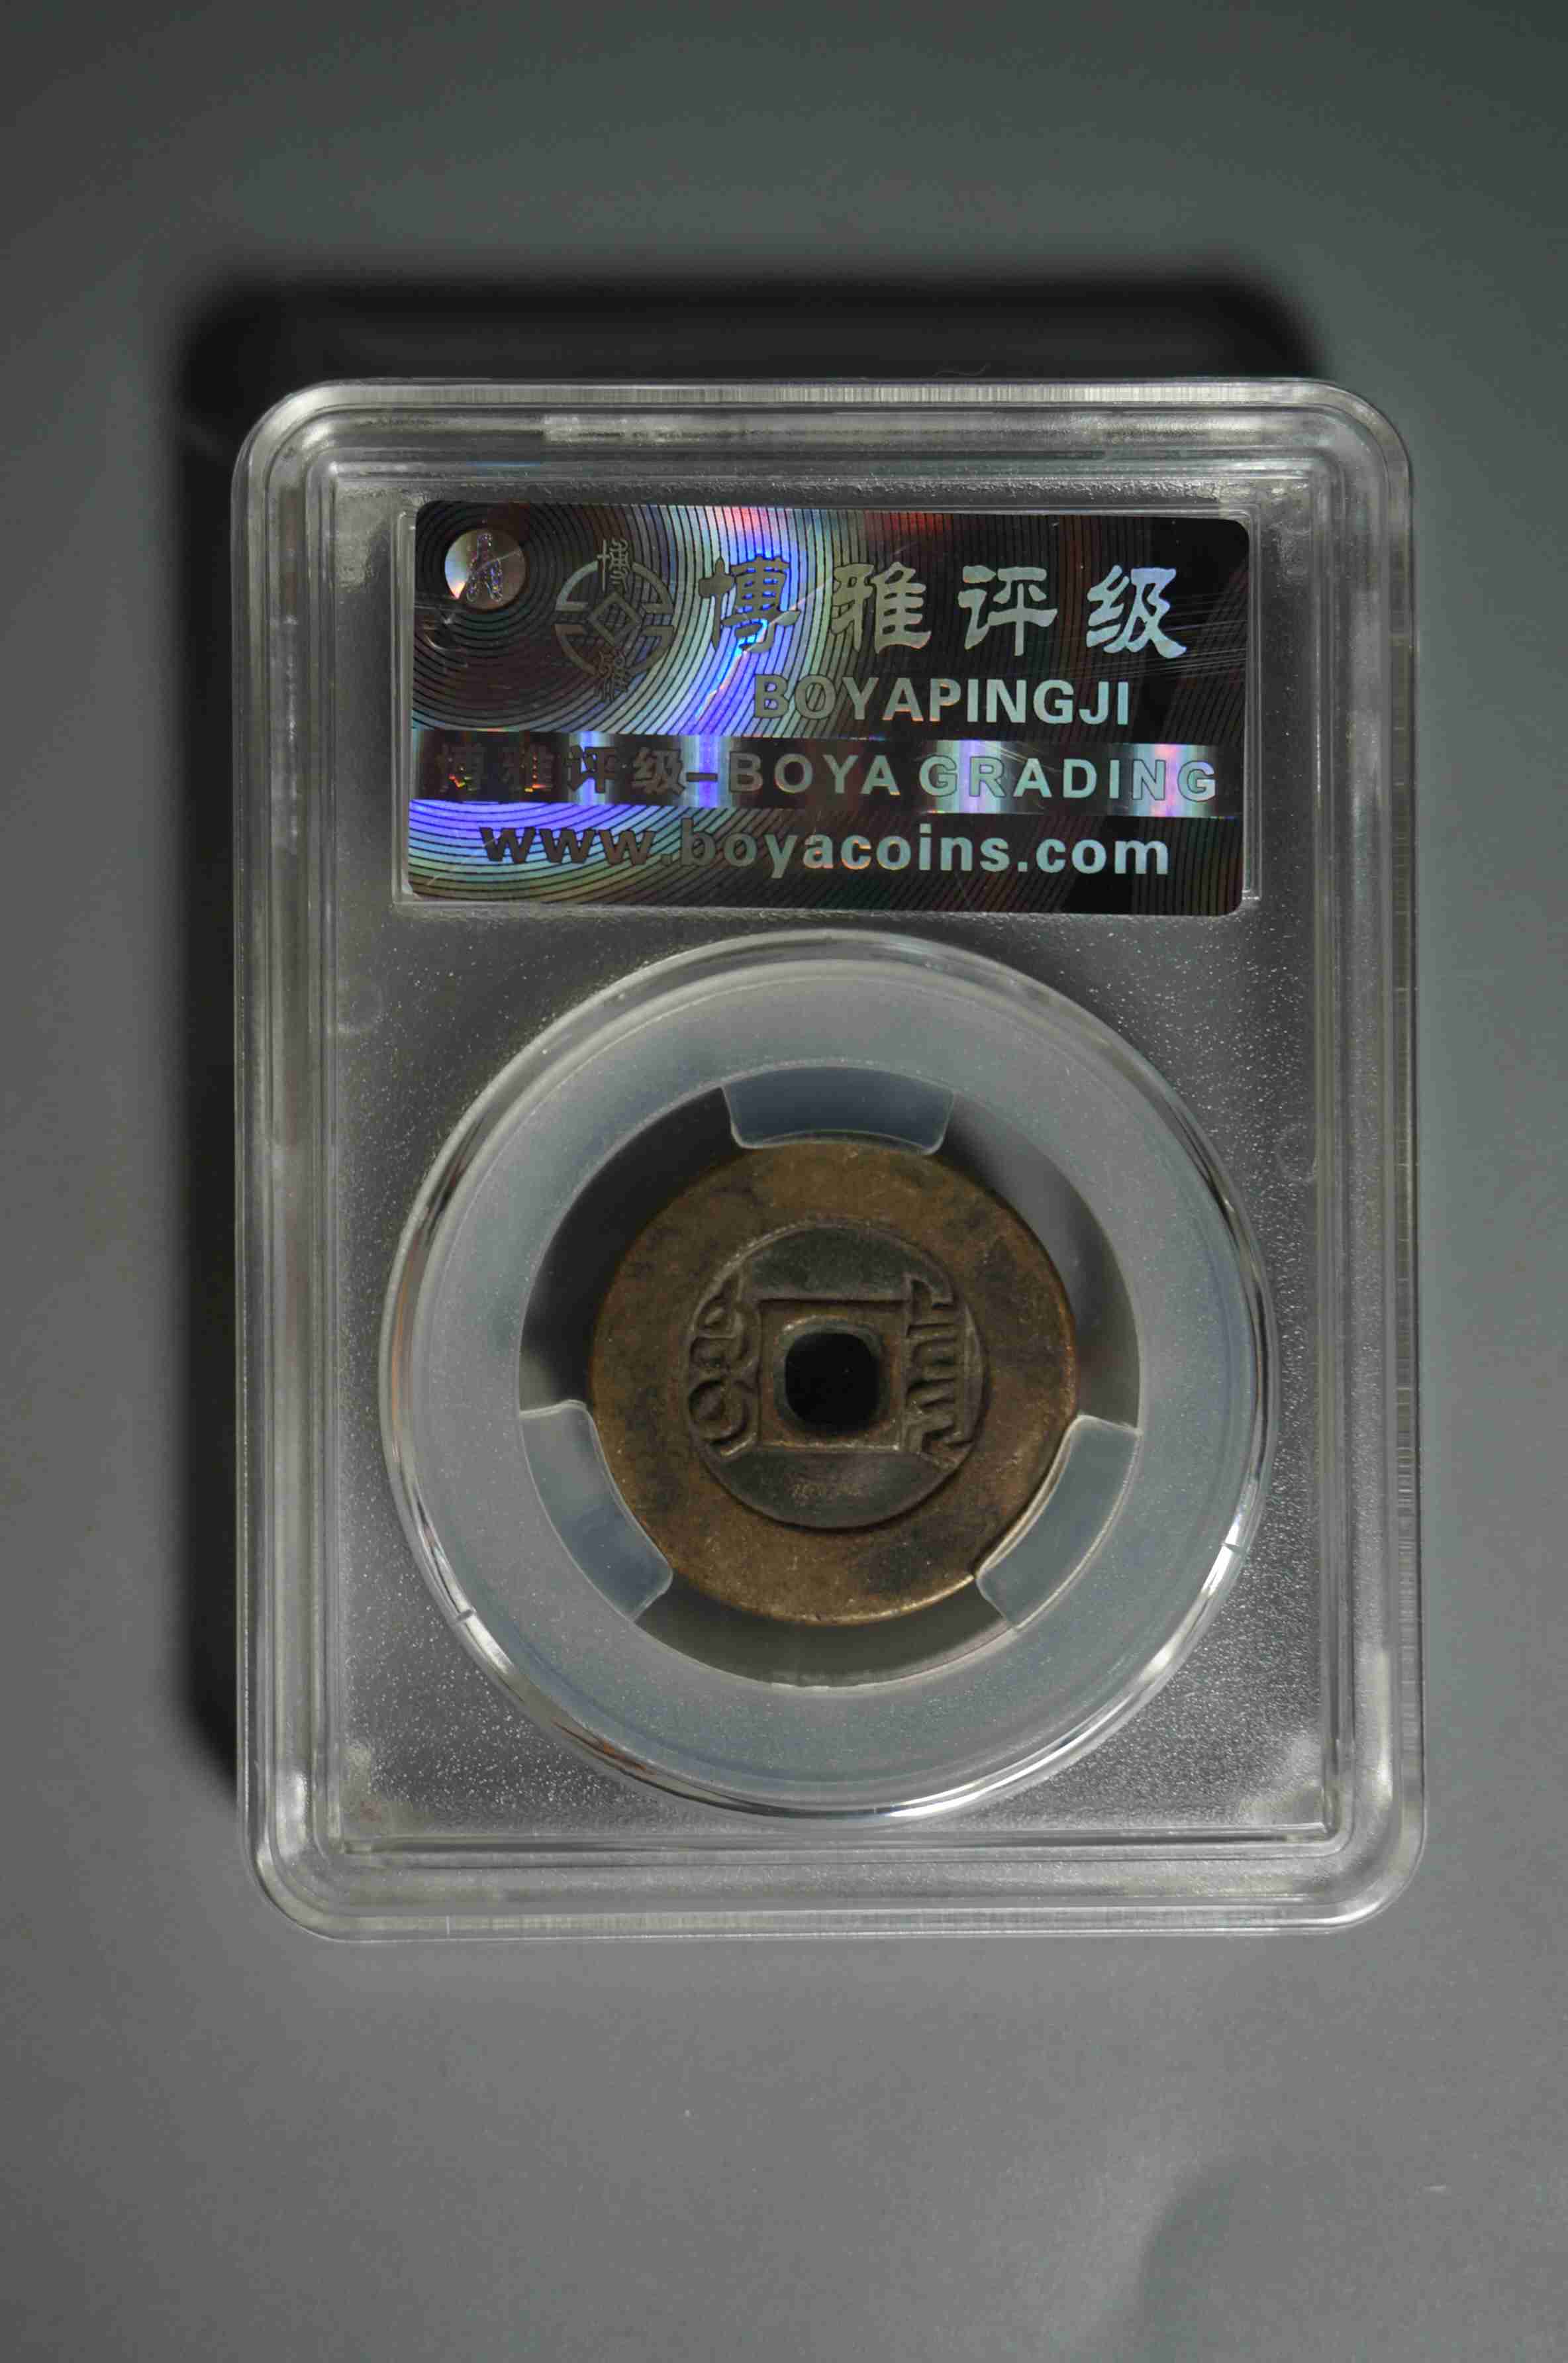 博雅评级
BOYAPINGJI
博雅评级-BOYA GRADING
www.boyacoins.com